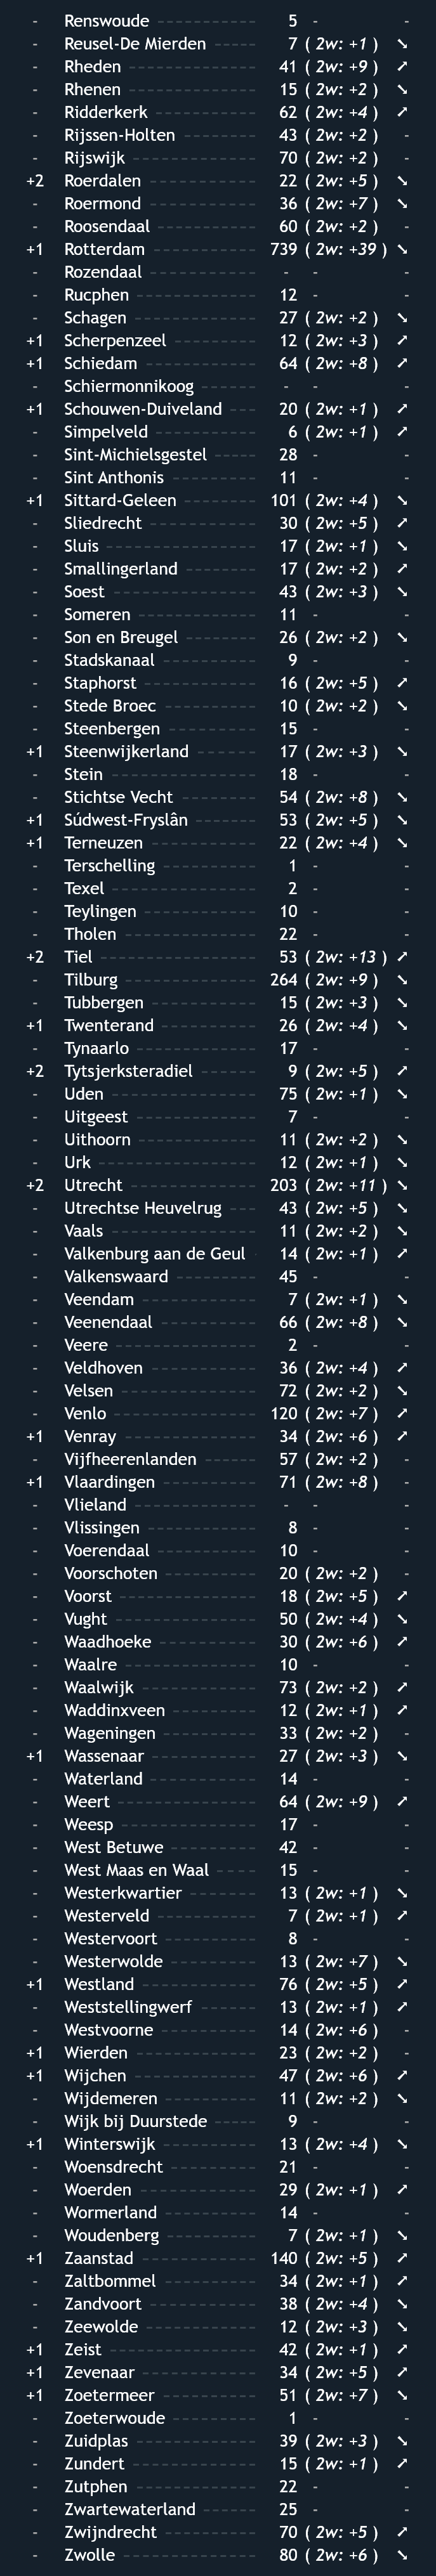 - Renswoude 5 - -
- Reusel-De Mierden 7 ( 2w: +1 ) ➘
- Rheden 41 ( 2w: +9 ) ➚
- Rhenen 15 ( 2w: +2 ) ➘
- Ridderkerk 62 ( 2w: +4 ) ➚
- Rijssen-Holten 43 ( 2w: +2 ) -
- Rijswijk 70 ( 2w: +2 ) -
+2 Roerdalen 22 ( 2w: +5 ) ➘
- Roermond 36 ( 2w: +7 ) ➘
- Roosendaal 60 ( 2w: +2 ) -
+1 Rotterdam 739 ( 2w: +39 ) ➘
- Rozendaal - - -
- Rucphen 12 - -
- Schagen 27 ( 2w: +2 ) ➘
+1 Scherpenzeel 12 ( 2w: +3 ) ➚
+1 Schiedam 64 ( 2w: +8 ) ➚
- Schiermonnikoog - - -
+1 Schouwen-Duiveland 20 ( 2w: +1 ) ➚
- Simpelveld 6 ( 2w: +1 ) ➚
- Sint-Michielsgestel 28 - -
- Sint Anthonis 11 - -
+1 Sittard-Geleen 101 ( 2w: +4 ) ➘
- Sliedrecht 30 ( 2w: +5 ) ➚
- Sluis 17 ( 2w: +1 ) ➘
- Smallingerland 17 ( 2w: +2 ) ➚
- Soest 43 ( 2w: +3 ) ➘
- Someren 11 - -
- Son en Breugel 26 ( 2w: +2 ) ➘
- Stadskanaal 9 - -
- Staphorst 16 ( 2w: +5 ) ➚
- Stede Broec 10 ( 2w: +2 ) ➘
- Steenbergen 15 - -
+1 Steenwijkerland 17 ( 2w: +3 ) ➘
- Stein 18 - -
- Stichtse Vecht 54 ( 2w: +8 ) ➘
+1 Súdwest-Fryslân 53 ( 2w: +5 ) ➘
+1 Terneuzen 22 ( 2w: +4 ) ➘
- Terschelling 1 - -
- Texel 2 - -
- Teylingen 10 - -
- Tholen 22 - -
+2 Tiel 53 ( 2w: +13 ) ➚
- Tilburg 264 ( 2w: +9 ) ➘
- Tubbergen 15 ( 2w: +3 ) ➘
+1 Twenterand 26 ( 2w: +4 ) ➘
- Tynaarlo 17 - -
+2 Tytsjerksteradiel 9 ( 2w: +5 ) ➚
- Uden 75 ( 2w: +1 ) ➘
- Uitgeest 7 - -
- Uithoorn 11 ( 2w: +2 ) ➘
- Urk 12 ( 2w: +1 ) ➘
+2 Utrecht 203 ( 2w: +11 ) ➘
- Utrechtse Heuvelrug 43 ( 2w: +5 ) ➘
- Vaals 11 ( 2w: +2 ) ➘
- Valkenburg aan de Geul 14 ( 2w: +1 ) ➚
- Valkenswaard 45 - -
- Veendam 7 ( 2w: +1 ) ➘
- Veenendaal 66 ( 2w: +8 ) ➘
- Veere 2 - -
- Veldhoven 36 ( 2w: +4 ) ➚
- Velsen 72 ( 2w: +2 ) ➘
- Venlo 120 ( 2w: +7 ) ➚
+1 Venray 34 ( 2w: +6 ) ➚
- Vijfheerenlanden 57 ( 2w: +2 ) -
+1 Vlaardingen 71 ( 2w: +8 ) -
- Vlieland - - -
- Vlissingen 8 - -
- Voerendaal 10 - -
- Voorschoten 20 ( 2w: +2 ) -
- Voorst 18 ( 2w: +5 ) ➚
- Vught 50 ( 2w: +4 ) ➘
- Waadhoeke 30 ( 2w: +6 ) ➚
- Waalre 10 - -
- Waalwijk 73 ( 2w: +2 ) ➚
- Waddinxveen 12 ( 2w: +1 ) ➚
- Wageningen 33 ( 2w: +2 ) -
+1 Wassenaar 27 ( 2w: +3 ) ➘
- Waterland 14 - -
- Weert 64 ( 2w: +9 ) ➚
- Weesp 17 - -
- West Betuwe 42 - -
- West Maas en Waal 15 - -
- Westerkwartier 13 ( 2w: +1 ) ➘
- Westerveld 7 ( 2w: +1 ) ➚
- Westervoort 8 - -
- Westerwolde 13 ( 2w: +7 ) ➘
+1 Westland 76 ( 2w: +5 ) ➚
- Weststellingwerf 13 ( 2w: +1 ) ➚
- Westvoorne 14 ( 2w: +6 ) -
+1 Wierden 23 ( 2w: +2 ) -
+1 Wijchen 47 ( 2w: +6 ) ➚
- Wijdemeren 11 ( 2w: +2 ) ➘
- Wijk bij Duurstede 9 - -
+1 Winterswijk 13 ( 2w: +4 ) ➘
- Woensdrecht 21 - -
- Woerden 29 ( 2w: +1 ) ➚
- Wormerland 14 - -
- Woudenberg 7 ( 2w: +1 ) ➘
+1 Zaanstad 140 ( 2w: +5 ) ➚
- Zaltbommel 34 ( 2w: +1 ) ➚
- Zandvoort 38 ( 2w: +4 ) ➘
- Zeewolde 12 ( 2w: +3 ) ➘
+1 Zeist 42 ( 2w: +1 ) ➚
+1 Zevenaar 34 ( 2w: +5 ) ➚
+1 Zoetermeer 51 ( 2w: +7 ) ➘
- Zoeterwoude 1 - -
- Zuidplas 39 ( 2w: +3 ) ➘
- Zundert 15 ( 2w: +1 ) ➚
- Zutphen 22 - -
- Zwartewaterland 25 - -
- Zwijndrecht 70 ( 2w: +5 ) ➚
- Zwolle 80 ( 2w: +6 ) ➘